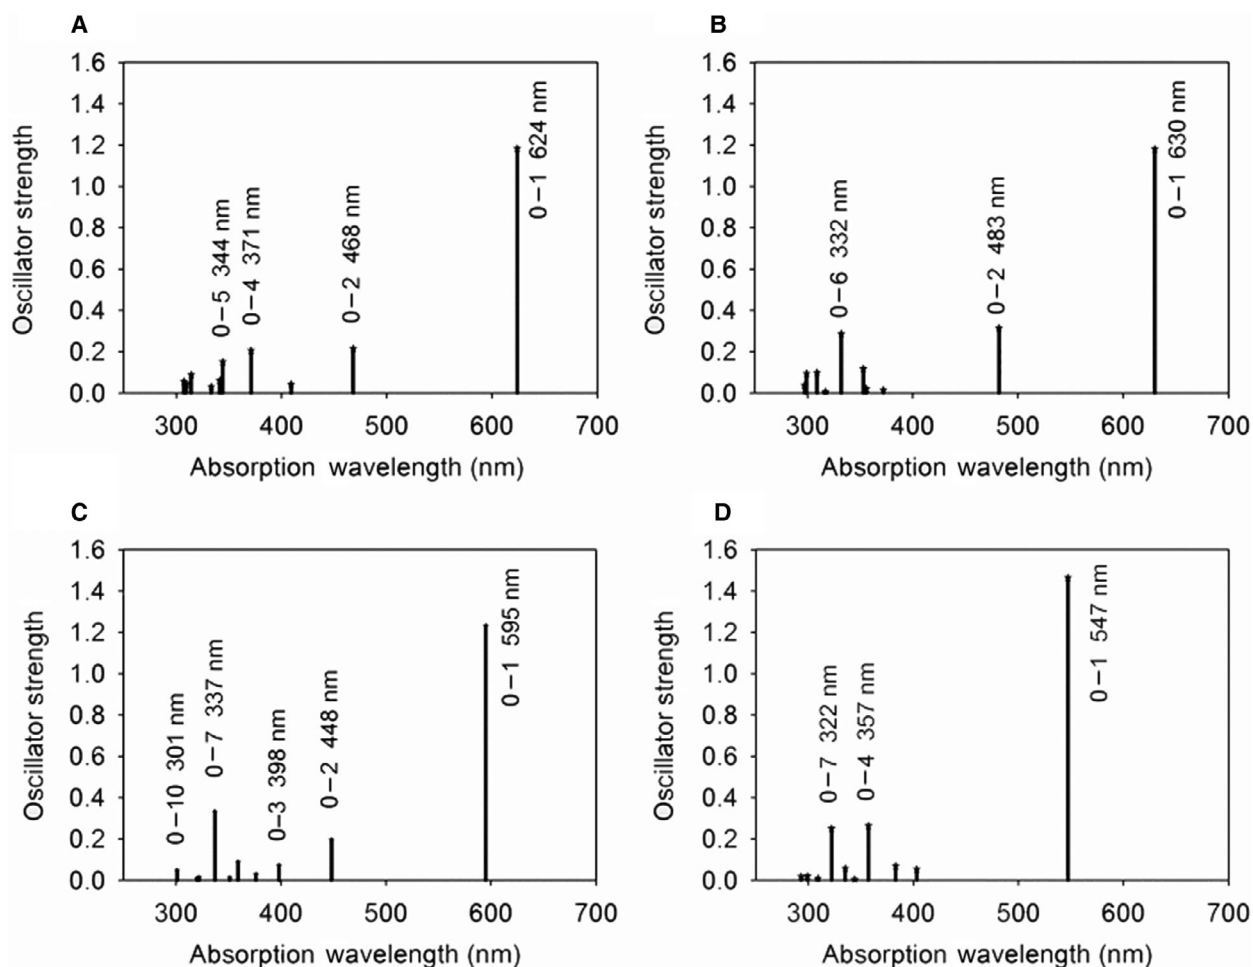 A
1.6
1.4
1.2
1.0
0.8
0.6
0.4
0.2
0.0
Oscillator strength
0–5 344 nm
0–4 371 nm
0–2 468 nm
0–1 624 nm
300 400 500 600 700
Absorption wavelength (nm)
B
1.6
1.4
1.2
1.0
0.8
0.6
0.4
0.2
0.0
Oscillator strength
0–6 332 nm
0–2 483 nm
0–1 630 nm
300 400 500 600 700
Absorption wavelength (nm)
C
1.6
1.4
1.2
1.0
0.8
0.6
0.4
0.2
0.0
Oscillator strength
0–10 301 nm
0–7 337 nm
0–3 398 nm
0–2 448 nm
0–1 595 nm
300 400 500 600 700
Absorption wavelength (nm)
D
1.6
1.4
1.2
1.0
0.8
0.6
0.4
0.2
0.0
Oscillator strength
0–7 322 nm
0–4 357 nm
0–1 547 nm
300 400 500 600 700
Absorption wavelength (nm)